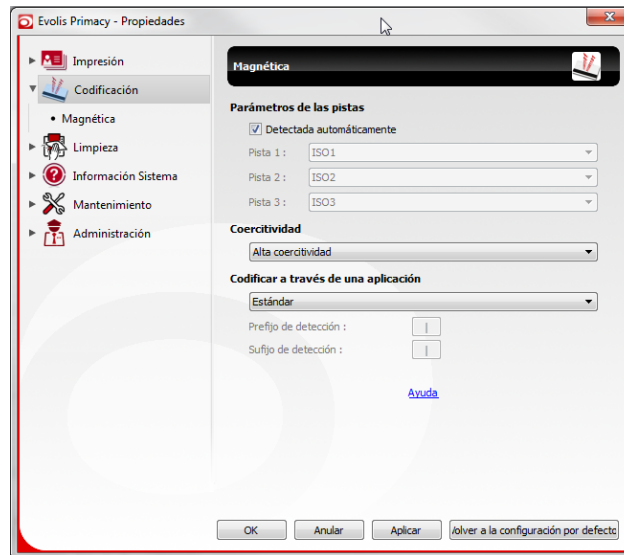 Evolis Primacy - Propiedades
Impresión
Codificación
Magnética
Limpieza
Información Sistema
Mantenimiento
Administración
Magnética
Parámetros de las pistas
Detectada automáticamente
Pista 1 : ISO1
Pista 2 : ISO2
Pista 3 : ISO3
Coercitividad
Alta coercitividad
Codificar a través de una aplicación
Estándar
Prefijo de detección : |
Sufijo de detección : |
Ayuda
OK Anular Aplicar /olver a la configuración por defecto